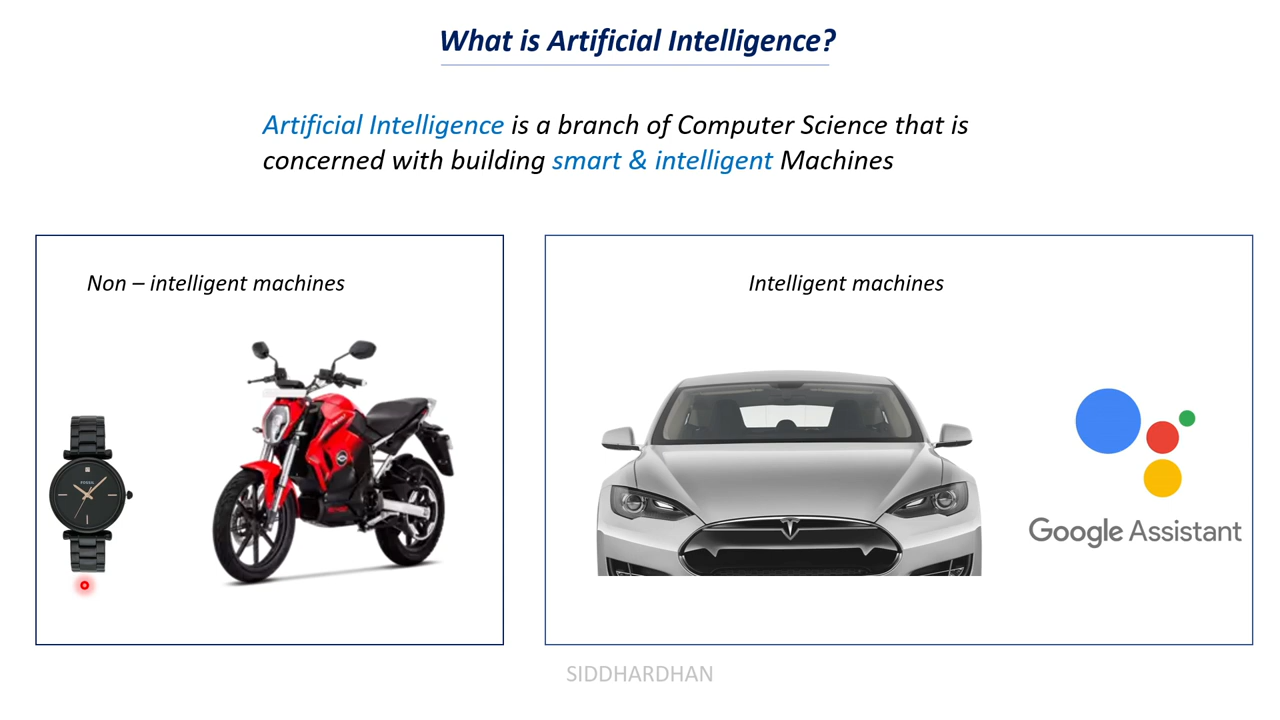 What is Artificial Intelligence?
Artificial Intelligence is a branch of Computer Science that is
concerned with building smart & intelligent Machines
Non – intelligent machines
Intelligent machines
FOSSIL
Google Assistant
SIDDHARDHAN